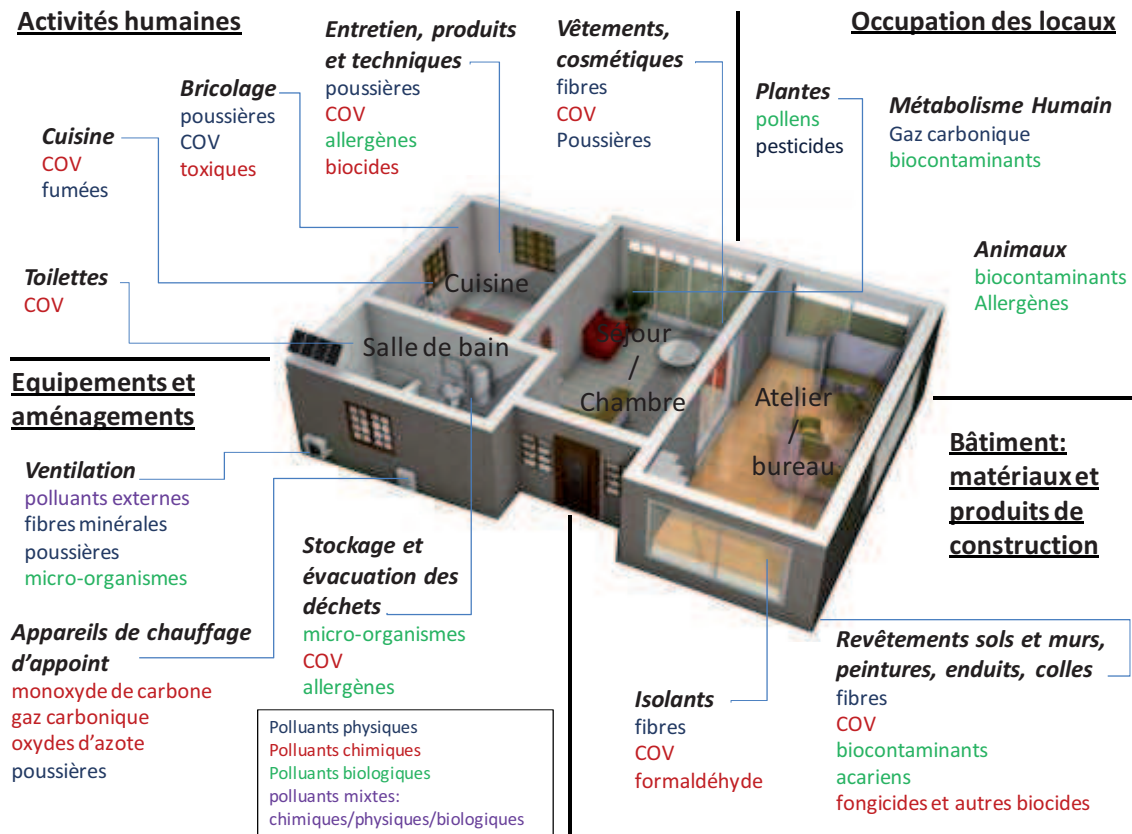 Activités humaines
Cuisine
COV
fumées
Bricolage
poussières
COV
toxiques
Entretien, produits
et techniques
poussières
COV
allergènes
biocides
Vêtements,
cosmétiques
fibres
COV
Poussières
Toilettes
COV
Occupation des locaux
Plantes
pollens
pesticides
Métabolisme Humain
Gaz carbonique
biocontaminants
Animaux
biocontaminants
Allergènes
Cuisine
Salle de bain
Séjour
/
Chambre
Atelier
/
bureau
Equipements et
aménagements
Ventilation
polluants externes
fibres minérales
poussières
micro-organismes
Appareils de chauffage
d'appoint
monoxyde de carbone
gaz carbonique
oxydes d'azote
poussières
Stockage et
évacuation des
déchets
micro-organismes
COV
allergènes
Polluants physiques
Polluants chimiques
Polluants biologiques
polluants mixtes:
chimiques/physiques/biologiques
Bâtiment:
matériaux et
produits de
construction
Isolants
fibres
COV
formaldéhyde
Revêtements sols et murs,
peintures, enduits, colles
fibres
COV
biocontaminants
acariens
fongicides et autres biocides